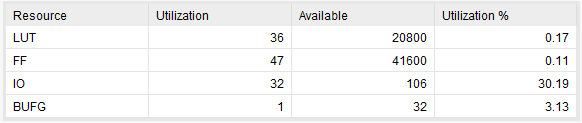 Resource Utilization Available Utilization %
LUT 36 20800 0.17
FF 47 41600 0.11
IO 32 106 30.19
BUFG 1 32 3.13